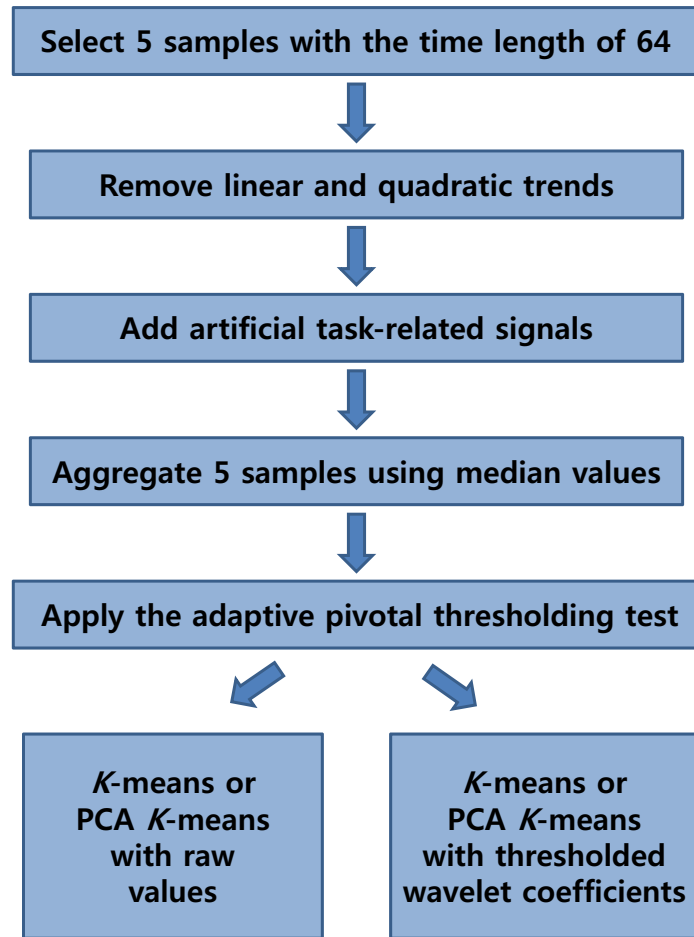 Select 5 samples with the time length of 64
Remove linear and quadratic trends
Add artificial task-related signals
Aggregate 5 samples using median values
Apply the adaptive pivotal thresholding test
K-means or
PCA K-means
with raw
values
K-means or
PCA K-means
with thresholded
wavelet coefficients